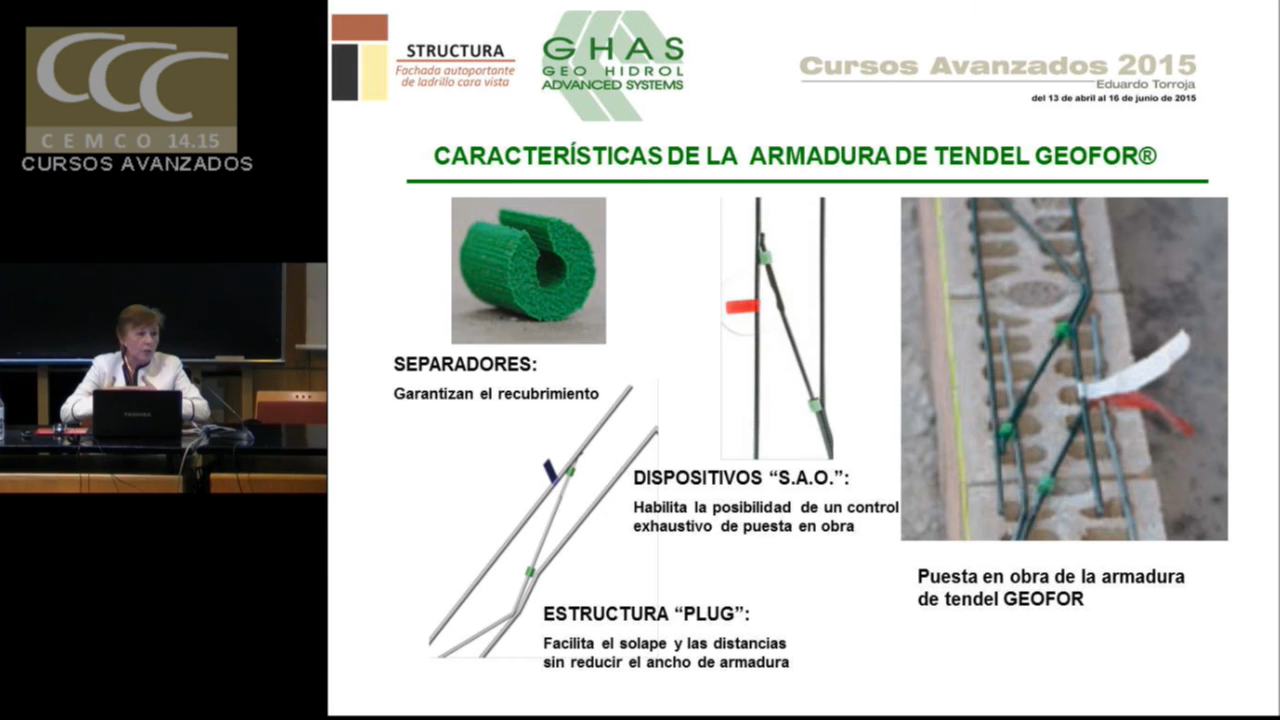 CCC
CEMCO 14.15
CURSOS AVANZADOS
STRUCTURA
Fachada autoportante
de ladrillo cara vista
GHAS
GEO HIDROL
ADVANCED SYSTEMS
Cursos Avanzados 2015
Eduardo Torroja
del 13 de abril al 16 de junio de 2015
CARACTERÍSTICAS DE LA ARMADURA DE TENDEL GEOFOR®
SEPARADORES:
Garantizan el recubrimiento
DISPOSITIVOS “S.A.O.”:
Habilita la posibilidad de un control
exhaustivo de puesta en obra
ESTRUCTURA “PLUG”:
Facilita el solape y las distancias
sin reducir el ancho de armadura
Puesta en obra de la armadura
de tendel GEOFOR
TOSHIBA